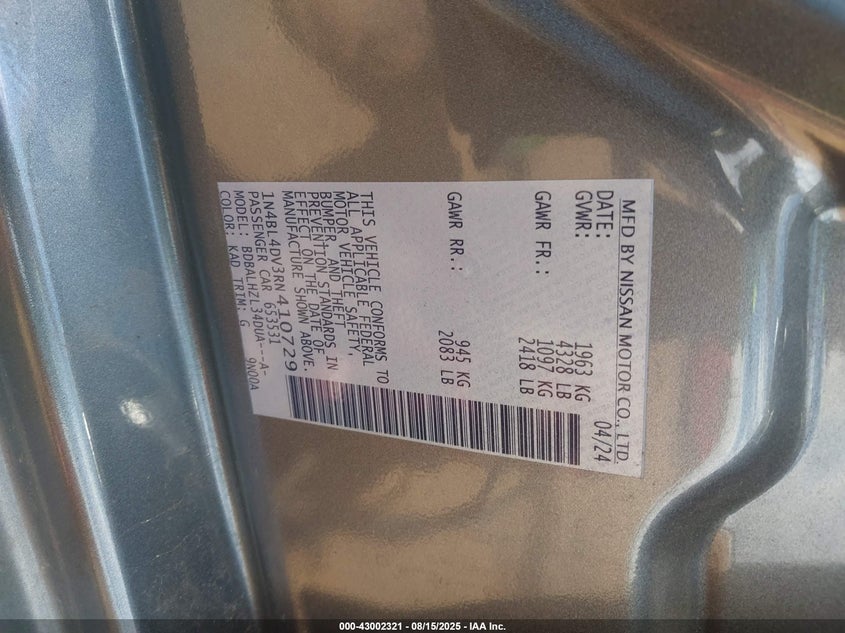 MFD BY NISSAN MOTOR CO., LTD.
DATE: 04/24
GVWR: 1963 KG
4328 LB
GAWR FR.: 1097 KG
2418 LB
GAWR RR.: 945 KG
2083 LB
THIS VEHICLE CONFORMS TO
ALL APPLICABLE FEDERAL
MOTOR VEHICLE SAFETY,
BUMPER, AND THEFT
PREVENTION STANDARDS IN
EFFECT ON THE DATE OF
MANUFACTURE SHOWN ABOVE.
1N4BL4DV3RN410729
PASSENGER CAR 653531
MODEL: BDBALHZL34DUA---A-
COLOR: KAD TRIM: G 9N00A
000-43002321 - 08/15/2025 - IAA Inc.